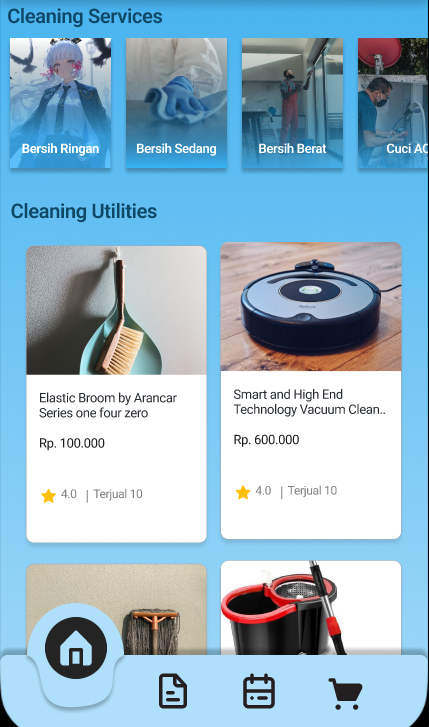 Cleaning Services
Bersih Ringan
Bersih Sedang
Bersih Berat
Cuci AC
Cleaning Utilities
Elastic Broom by Arancar
Series one four zero
Rp. 100.000
4.0 | Terjual 10
Smart and High End
Technology Vacuum Clean..
Rp. 600.000
4.0 | Terjual 10